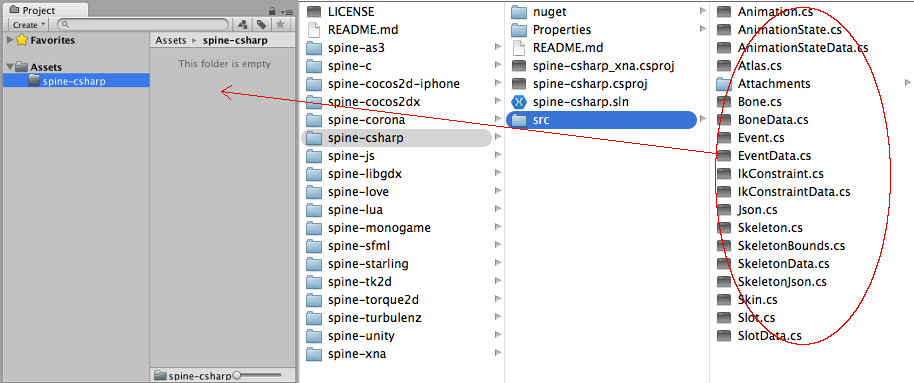 Project
Create
Favorites
Assets
spine-csharp
Assets ▸ spine-csharp
This folder is empty
spine-csharp
LICENSE
README.md
spine-as3
spine-c
spine-cocos2d-iphone
spine-cocos2dx
spine-corona
spine-csharp
spine-js
spine-libgdx
spine-love
spine-lua
spine-monogame
spine-sfml
spine-starling
spine-tk2d
spine-torque2d
spine-turbulenz
spine-unity
spine-xna
nuget
Properties
README.md
spine-csharp_xna.csproj
spine-csharp.csproj
spine-csharp.sln
src
Animation.cs
AnimationState.cs
AnimationStateData.cs
Atlas.cs
Attachments
Bone.cs
BoneData.cs
Event.cs
EventData.cs
IkConstraint.cs
IkConstraintData.cs
Json.cs
Skeleton.cs
SkeletonBounds.cs
SkeletonData.cs
SkeletonJson.cs
Skin.cs
Slot.cs
SlotData.cs